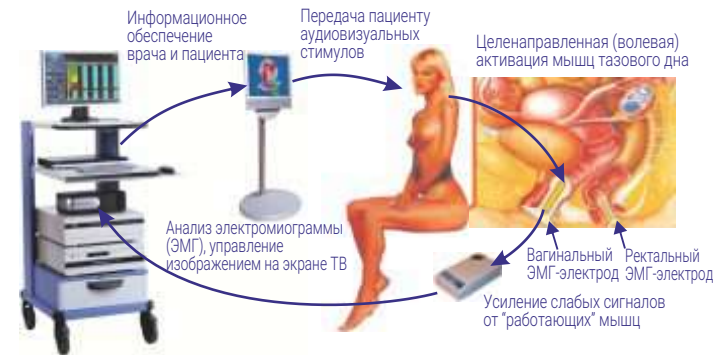 Информационное
обеспечение
врача и пациента
Передача пациенту
аудиовизуальных
стимулов
Целенаправленная (волевая)
активация мышц тазового дна
Анализ электромиограммы
(ЭМГ), управление
изображением на экране ТВ
Вагинальный
ЭМГ-электрод
Ректальный
ЭМГ-электрод
Усиление слабых сигналов
от "работающих" мышц